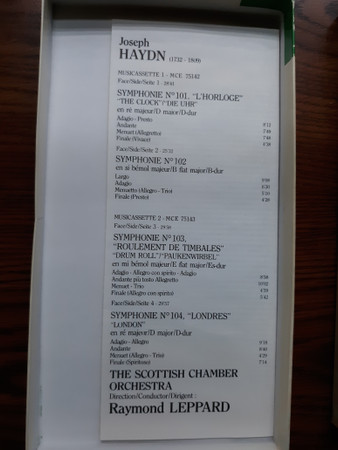 Joseph
HAYDN (1732 - 1809)
MUSICASSETTE 1 - MCE 75142
Face/Side/Seite 1 -
SYMPHONIE Nº 101, "L'HORLOGE"
"THE CLOCK"/"DIE UHR"
en ré majeur/D major/D-dur
Adagio - Presto
Andante
Menuet (Allegretto)
Finale (Vivace)
Face/Side/Seite 2 -
SYMPHONIE Nº 102
en si bémol majeur/B flat major/B-dur
Largo
Adagio
Menuetto (Allegro - Trio)
Finale (Presto)
MUSICASSETTE 2 - MCE 75143
Face/Side/Seite 3 -
SYMPHONIE Nº 103,
"ROULEMENT DE TIMBALES"
"DRUM ROLL"/"PAUKENWIRBEL"
en mi bémol majeur/E flat major/Es-dur
Adagio - Allegro con spirito - Adagio
Andante più tosto Allegretto
Menuet - Trio
Finale (Allegro con spirito)
Face/Side/Seite 4 -
SYMPHONIE Nº 104, "LONDRES"
"LONDON"
en ré majeur/D major/D-dur
Adagio - Allegro
Andante
Menuet (Allegro - Trio)
Finale (Spirituoso)
THE SCOTTISH CHAMBER
ORCHESTRA
Direction/Conductor/Dirigent :
Raymond LEPPARD